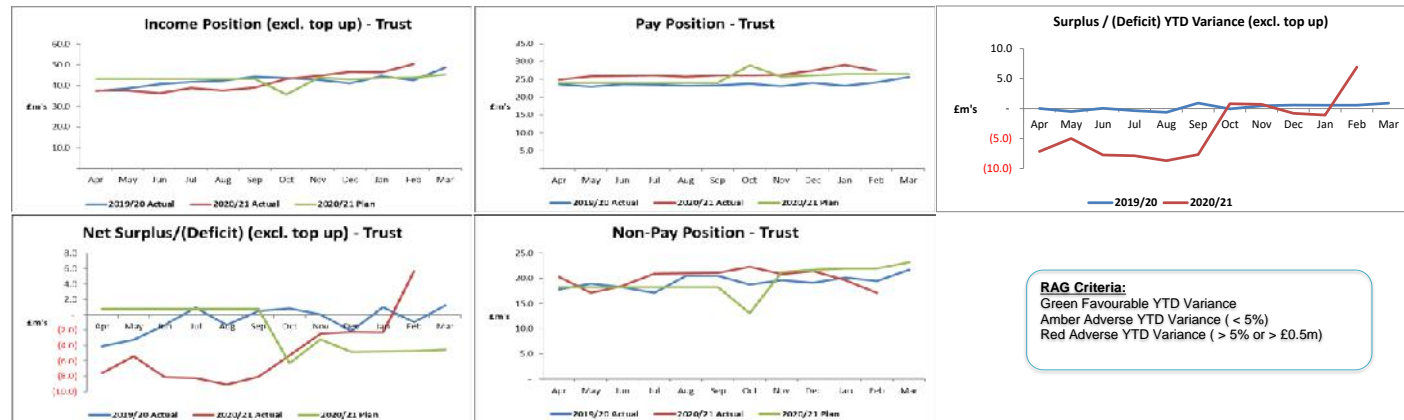 Income Position (excl. top up) - Trust
60.0
50.0
40.0
£m's
30.0
20.0
10.0
Apr May Jun Jul Aug Sep Oct Nov Dec Jan Feb Mar
2019/20 Actual 2020/21 Actual 2020/21 Plan
Pay Position - Trust
45.0
40.0
35.0
30.0
25.0
£m's
20.0
15.0
10.0
5.0
Apr May Jun Jul Aug Sep Oct Nov Dec Jan Feb Mar
2019/20 Actual 2020/21 Actual 2020/21 Plan
Surplus / (Deficit) YTD Variance (excl. top up)
10.0
5.0
£m's
-
Apr May Jun Jul Aug Sep Oct Nov Dec Jan Feb Mar
(5.0)
(10.0)
2019/20 2020/21
Net Surplus/(Deficit) (excl. top up) - Trust
8.0
6.0
4.0
2.0
£m's
Apr May Jun Jul Aug Sep Oct Nov Dec Jan Feb Mar
(2.0)
(4.0)
(6.0)
(8.0)
(10.0)
2019/20 Actual 2020/21 Actual 2020/21 Plan
Non-Pay Position - Trust
25.0
20.0
15.0
£m's
10.0
5.0
-
Apr May Jun Jul Aug Sep Oct Nov Dec Jan Feb Mar
2019/20 Actual 2020/21 Actual 2020/21 Plan
RAG Criteria:
Green Favourable YTD Variance
Amber Adverse YTD Variance ( < 5%)
Red Adverse YTD Variance ( > 5% or > £0.5m)